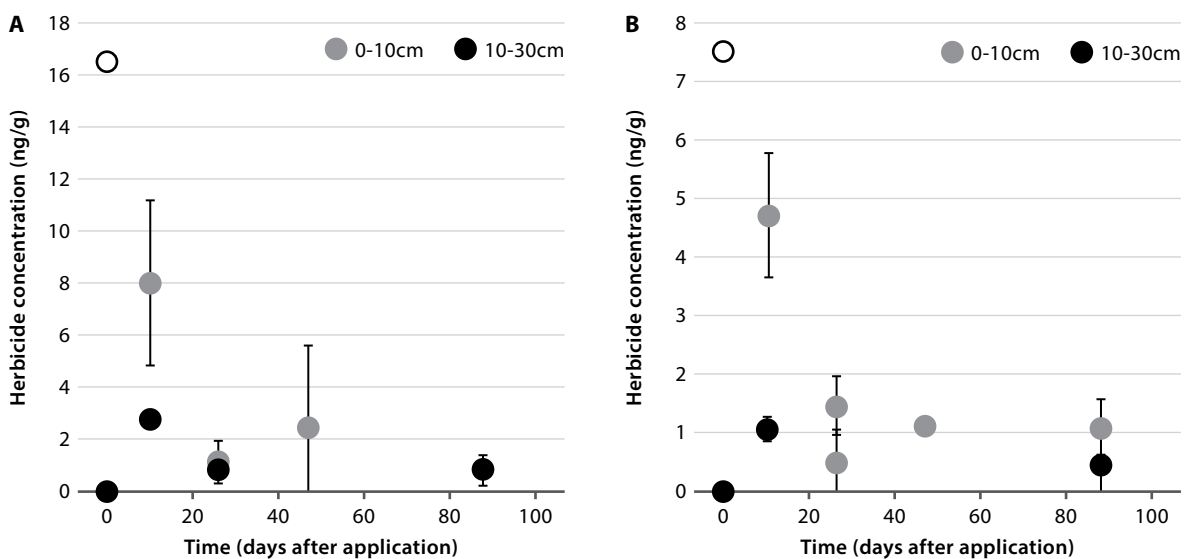 A
0-10cm 10-30cm
Herbicide concentration (ng/g)
18
16
14
12
10
8
6
4
2
0
0 20 40 60 80 100
Time (days after application)
B
0-10cm 10-30cm
Herbicide concentration (ng/g)
8
7
6
5
4
3
2
1
0
0 20 40 60 80 100
Time (days after application)